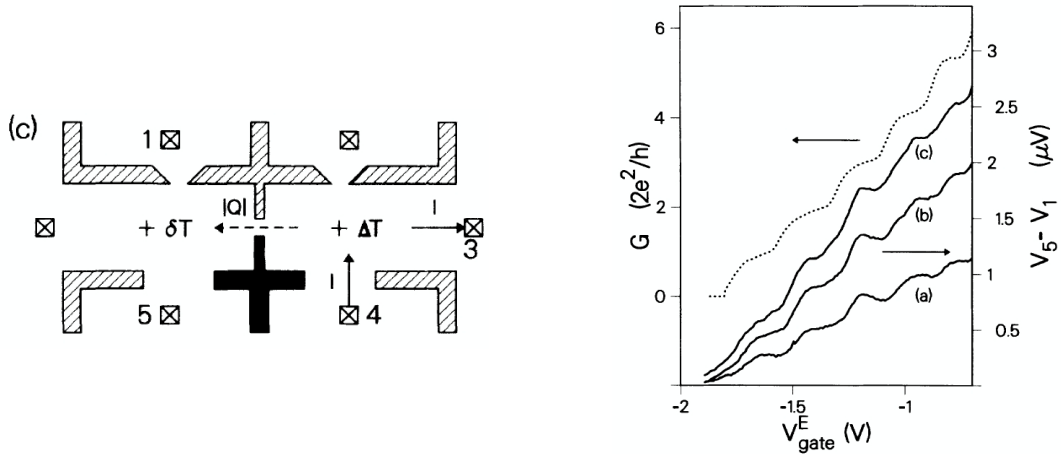 (c)
1
|Q|
+ δT
+ ΔT
I
3
I
5
4
G (2e²/h)
6
4
2
0
3
2.5
2
1.5
1
0.5
V₅ – V₁ (μV)
(c)
(b)
(a)
-2
-1.5
-1
V^E_gate (V)